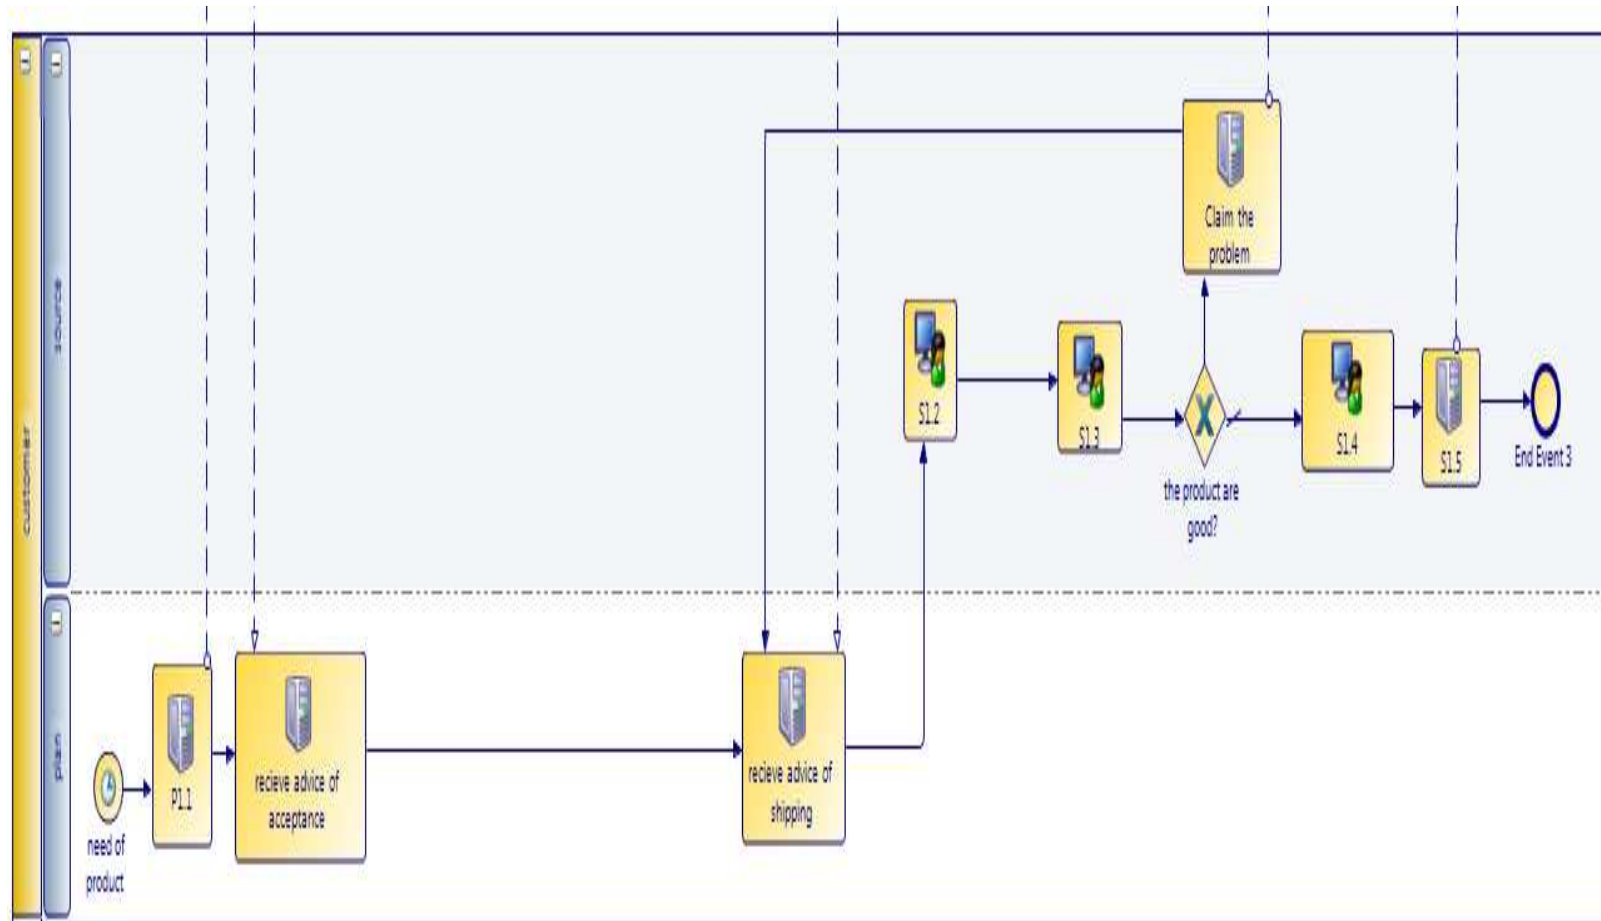 customer
source
plan
Claim the
problem
S1.2
S1.3
the product are
good?
S1.4
S1.5
End Event 3
need of
product
P1.1
recieve advice of
acceptance
recieve advice of
shipping